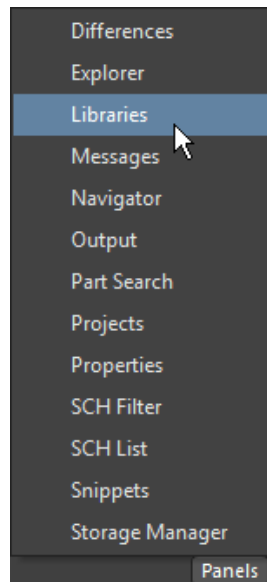 Differences
Explorer
Libraries
Messages
Navigator
Output
Part Search
Projects
Properties
SCH Filter
SCH List
Snippets
Storage Manager
Panels